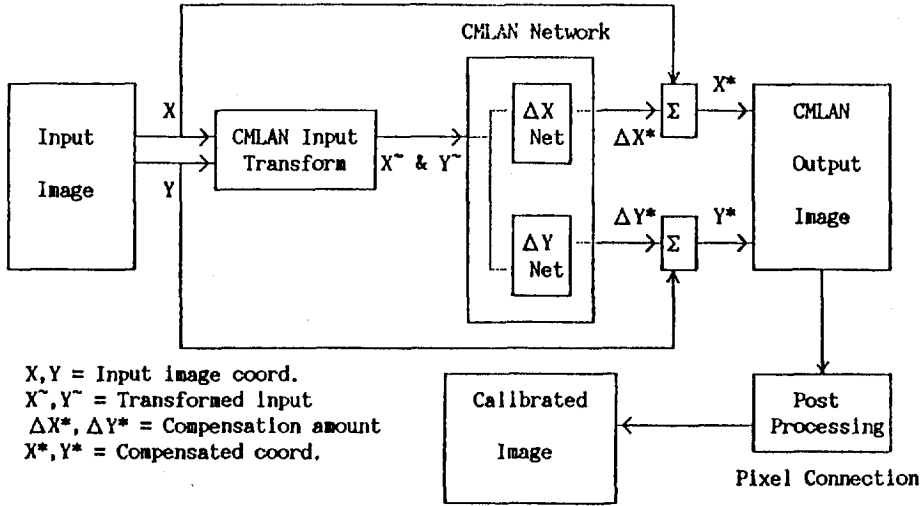 CMLAN Network
Input
Image
X
Y
CMLAN Input
Transform
X~ & Y~
ΔX
Net
ΔY
Net
ΔX*
ΔY*
Σ
Σ
X*
Y*
CMLAN
Output
Image
X,Y = Input image coord.
X~,Y~ = Transformed input
ΔX*,ΔY* = Compensation amount
X*,Y* = Compensated coord.
Calibrated
Image
Post
Processing
Pixel Connection